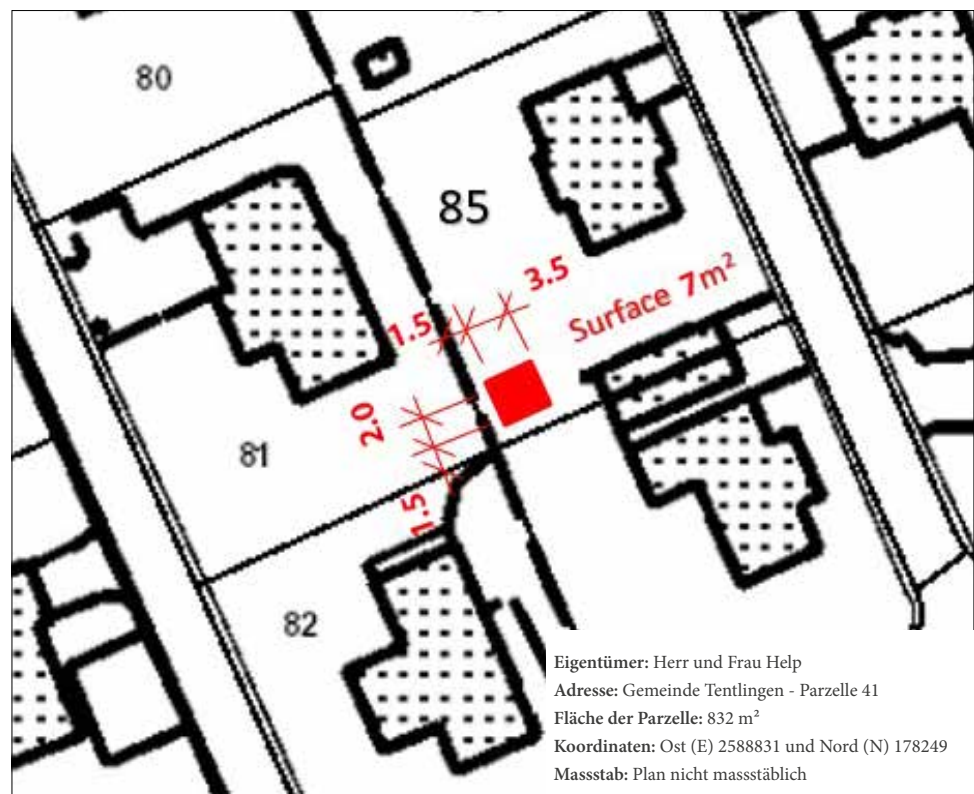 80
85
3.5
Surface 7m²
1.5
2.0
81
1.5
82
Eigentümer: Herr und Frau Help
Adresse: Gemeinde Tentlingen - Parzelle 41
Fläche der Parzelle: 832 m²
Koordinaten: Ost (E) 2588831 und Nord (N) 178249
Massstab: Plan nicht massstäblich